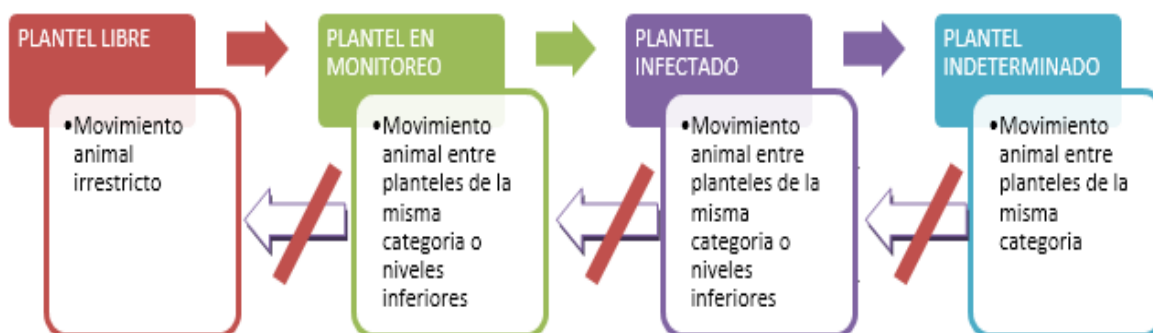 PLANTEL LIBRE
•Movimiento
animal
irrestricto
PLANTEL EN
MONITOREO
•Movimiento
animal entre
planteles de la
misma
categoria o
niveles
inferiores
PLANTEL
INFECTADO
•Movimiento
animal entre
planteles de la
misma
categoria o
niveles
inferiores
PLANTEL
INDETERMINADO
•Movimiento
animal entre
planteles de la
misma
categoria